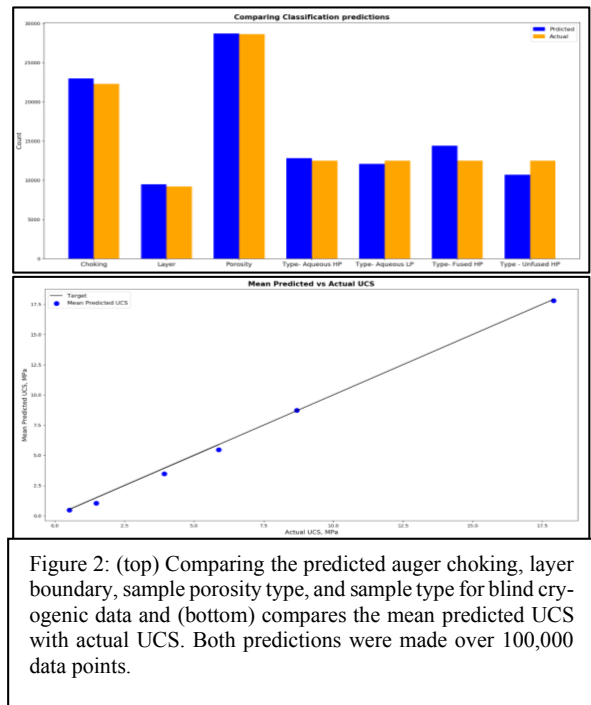 Comparing Classification predictions
Prdicted
Actual
30000
25000
20000
15000
10000
5000
0
Count
Choking Layer Porosity Type- Aqueous HP Type- Aqueous LP Type- Fused HP Type - Unfused HP
Mean Predicted vs Actual UCS
Target
Mean Predicted UCS
17.5
15.0
12.5
10.0
7.5
5.0
2.5
0.0
Mean Predicted UCS, MPa
0.0 2.5 5.0 7.5 10.0 12.5 15.0 17.5
Actual UCS, MPa
Figure 2: (top) Comparing the predicted auger choking, layer
boundary, sample porosity type, and sample type for blind cry-
ogenic data and (bottom) compares the mean predicted UCS
with actual UCS. Both predictions were made over 100,000
data points.